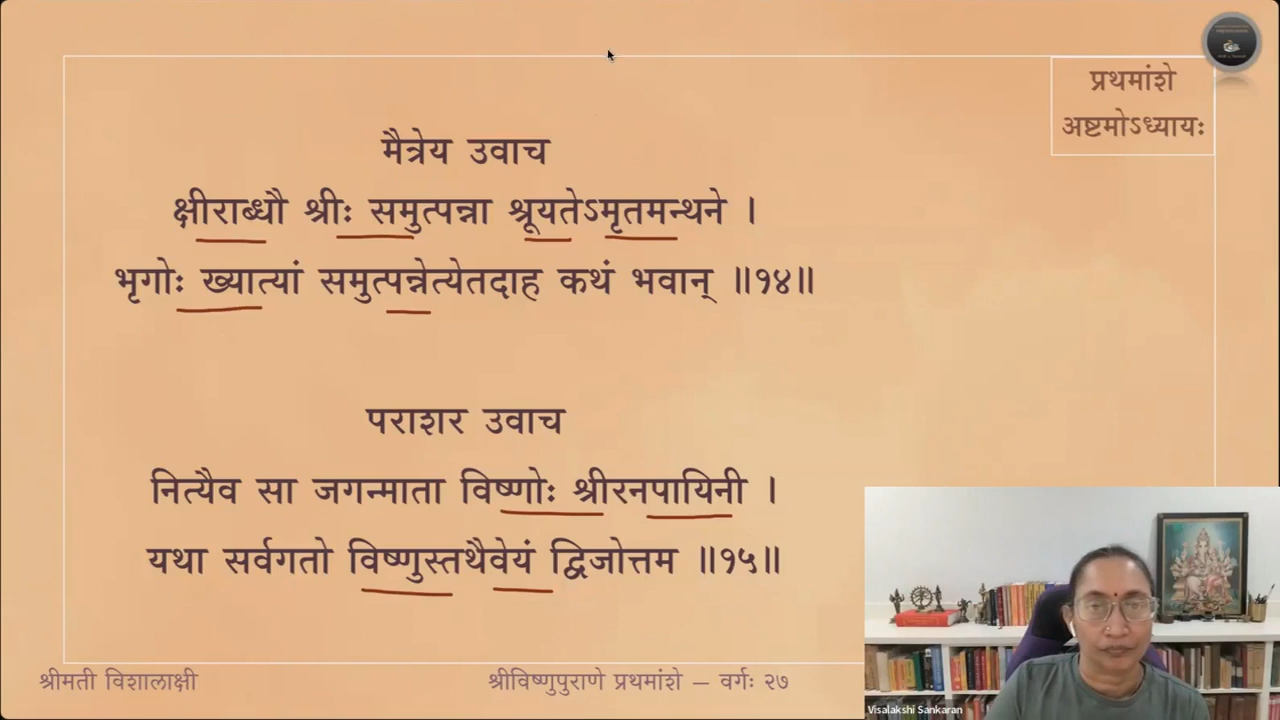 प्रथमांशे
अष्टमोऽध्यायः
मैत्रेय उवाच
क्षीराब्धौ श्रीः समुत्पन्ना श्रूयतेऽमृतमन्थने ।
भृगोः ख्यात्यां समुत्पन्नेत्येतदाह कथं भवान् ॥१४॥
पराशर उवाच
नित्यैव सा जगन्माता विष्णोः श्रीरनपायिनी ।
यथा सर्वगतो विष्णुस्तथैवेयं द्विजोत्तम ॥१५॥
श्रीमती विशालाक्षी
श्रीविष्णुपुराणे प्रथमांशे – वर्गः २७
Visalakshi Sankaran